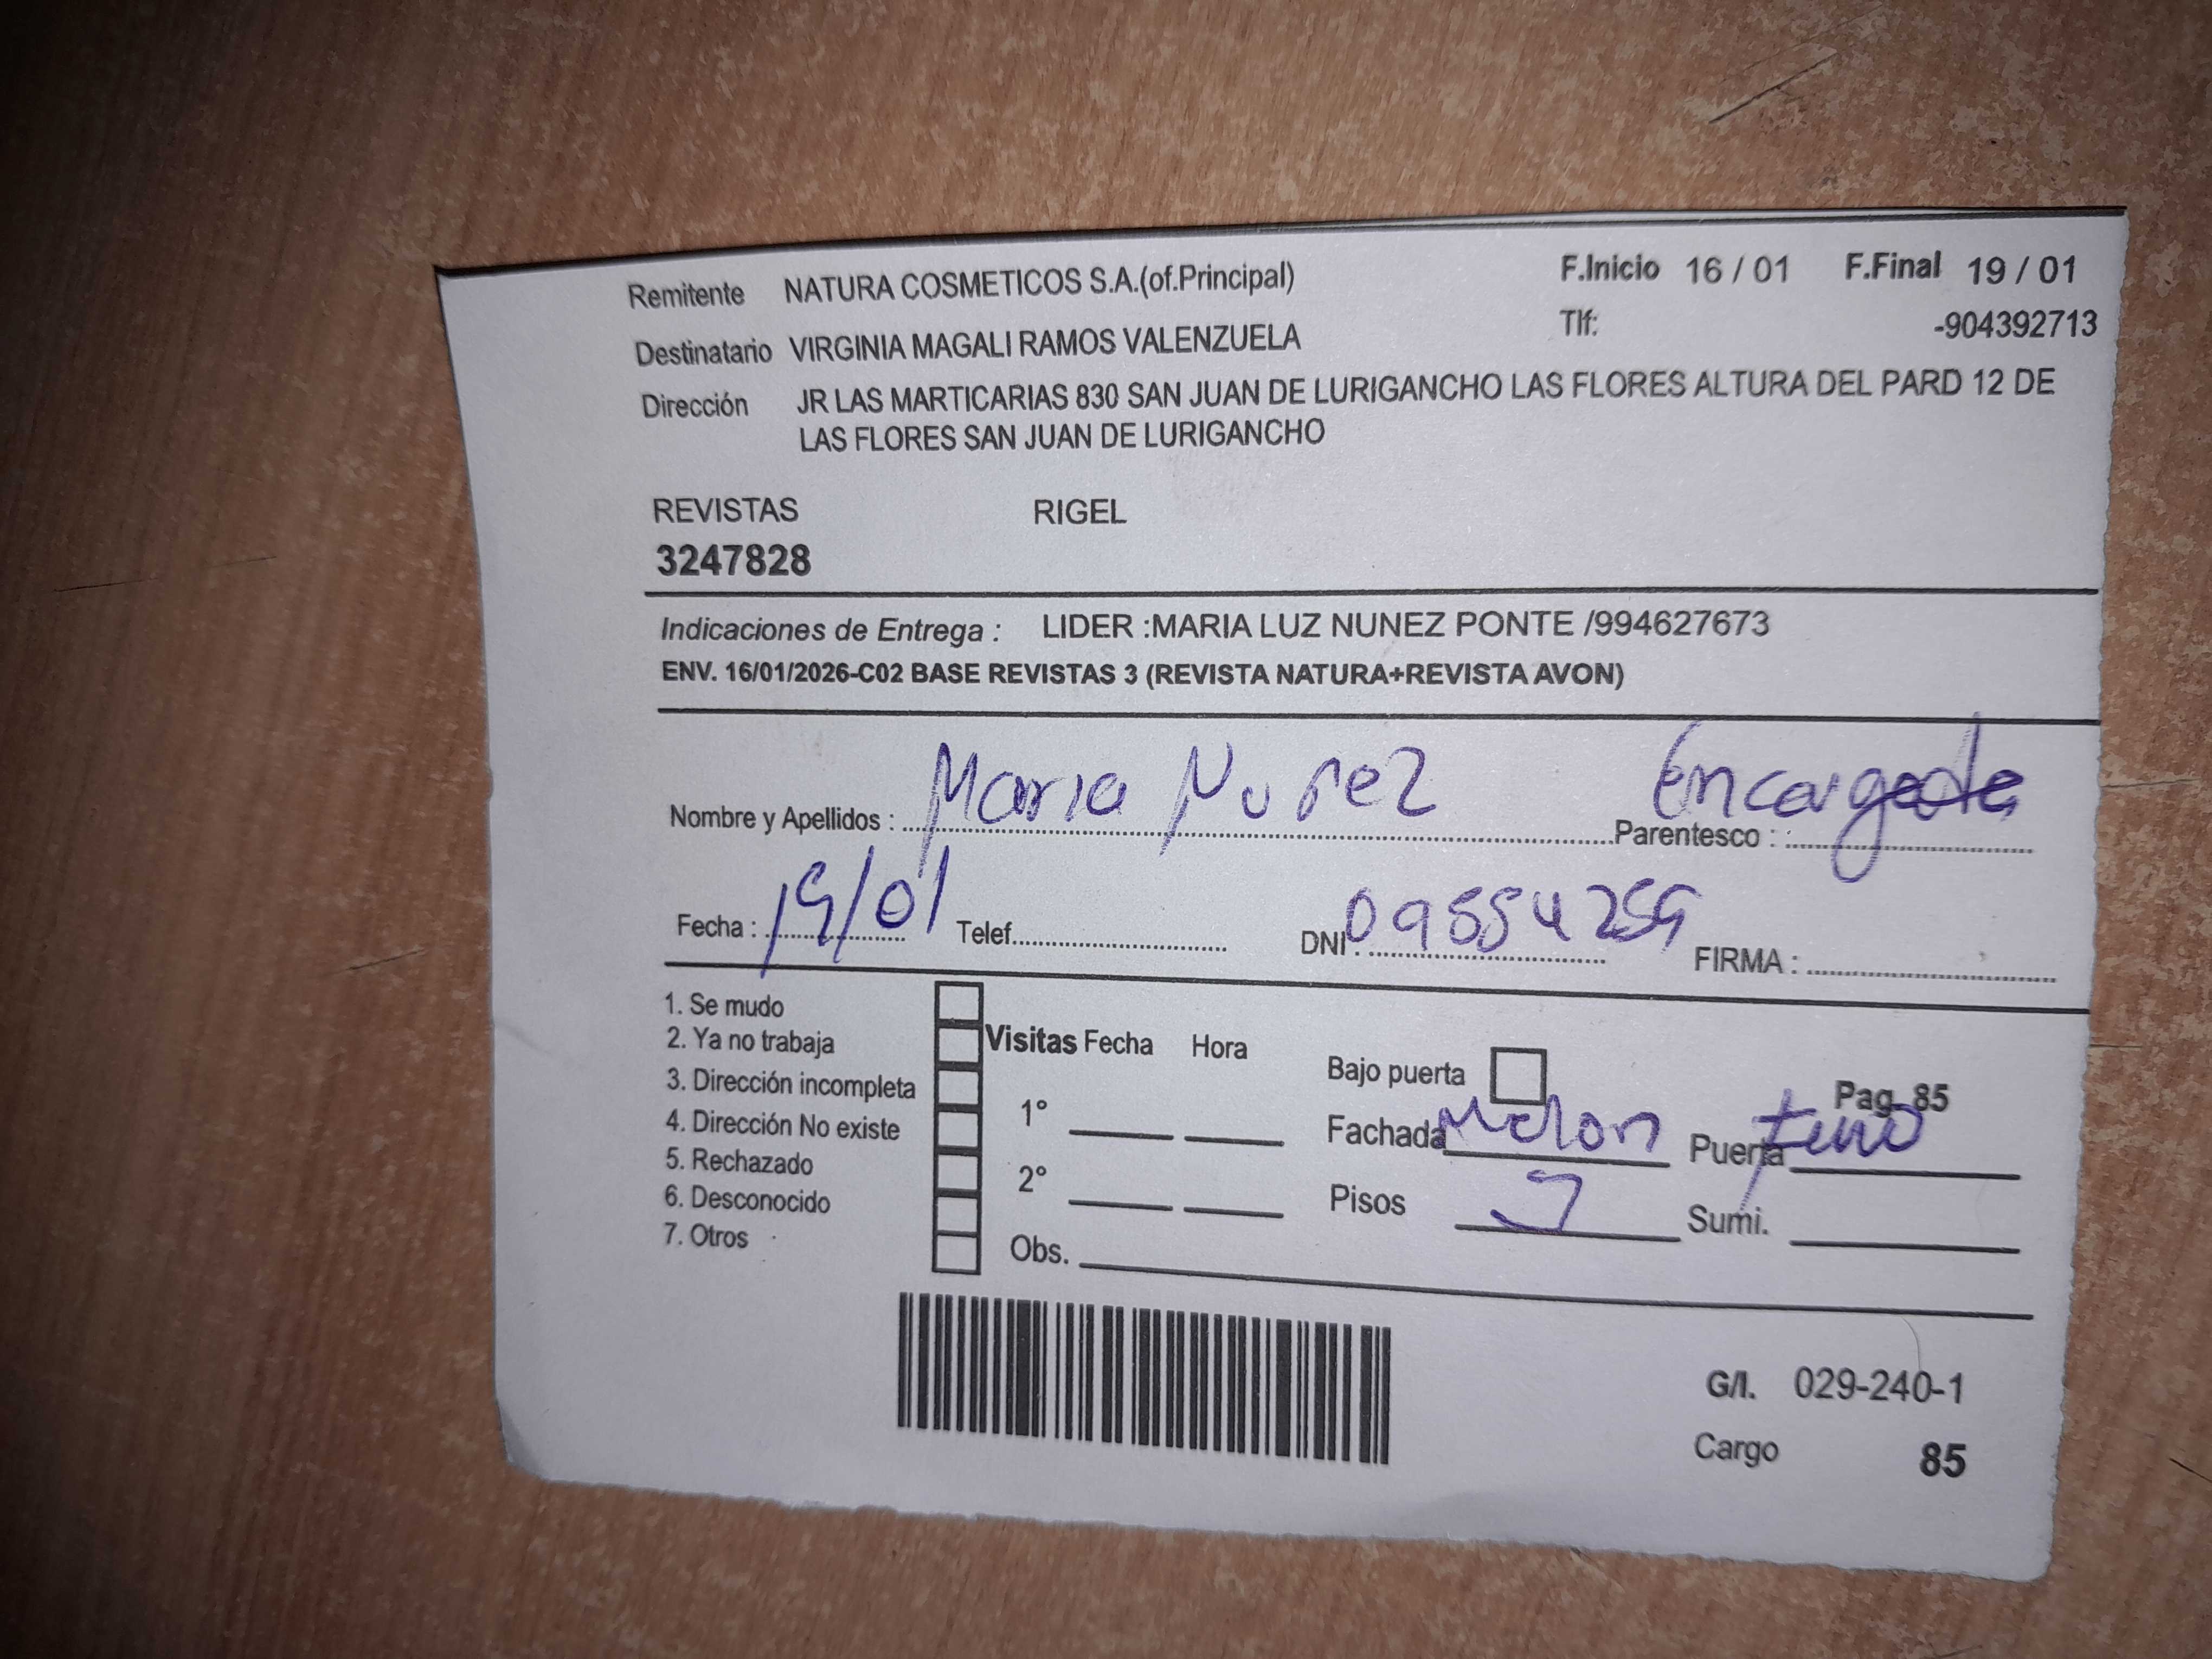 Remitente NATURA COSMETICOS S.A.(of.Principal) F.Inicio 16 / 01 F.Final 19 / 01
Destinatario VIRGINIA MAGALI RAMOS VALENZUELA Tlf: -904392713
Dirección JR LAS MARTICARIAS 830 SAN JUAN DE LURIGANCHO LAS FLORES ALTURA DEL PARD 12 DE
LAS FLORES SAN JUAN DE LURIGANCHO
REVISTAS RIGEL
3247828
Indicaciones de Entrega : LIDER :MARIA LUZ NUNEZ PONTE /994627673
ENV. 16/01/2026-C02 BASE REVISTAS 3 (REVISTA NATURA+REVISTA AVON)
Nombre y Apellidos : Maria Nuñez Parentesco : Encargada
Fecha : 19/01 Telef. DNI : FIRMA :
1. Se mudo
2. Ya no trabaja Visitas Fecha Hora Bajo puerta
3. Dirección incompleta Pag. 85
4. Dirección No existe 1° Fachada Melon Puerta
5. Rechazado
6. Desconocido 2° Pisos Sumi.
7. Otros Obs.
G/I. 029-240-1
Cargo 85